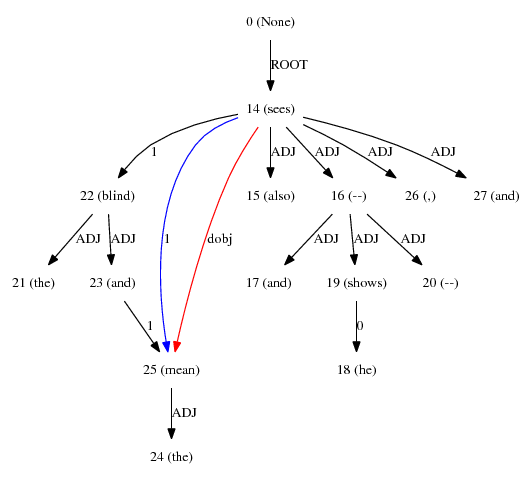 0 (None)
ROOT
14 (sees)
1 ADJ ADJ ADJ ADJ
22 (blind) 15 (also) 16 (--) 26 (,) 27 (and)
ADJ ADJ 1 dobj ADJ ADJ ADJ
21 (the) 23 (and) 17 (and) 19 (shows) 20 (--)
1 0
25 (mean) 18 (he)
ADJ
24 (the)